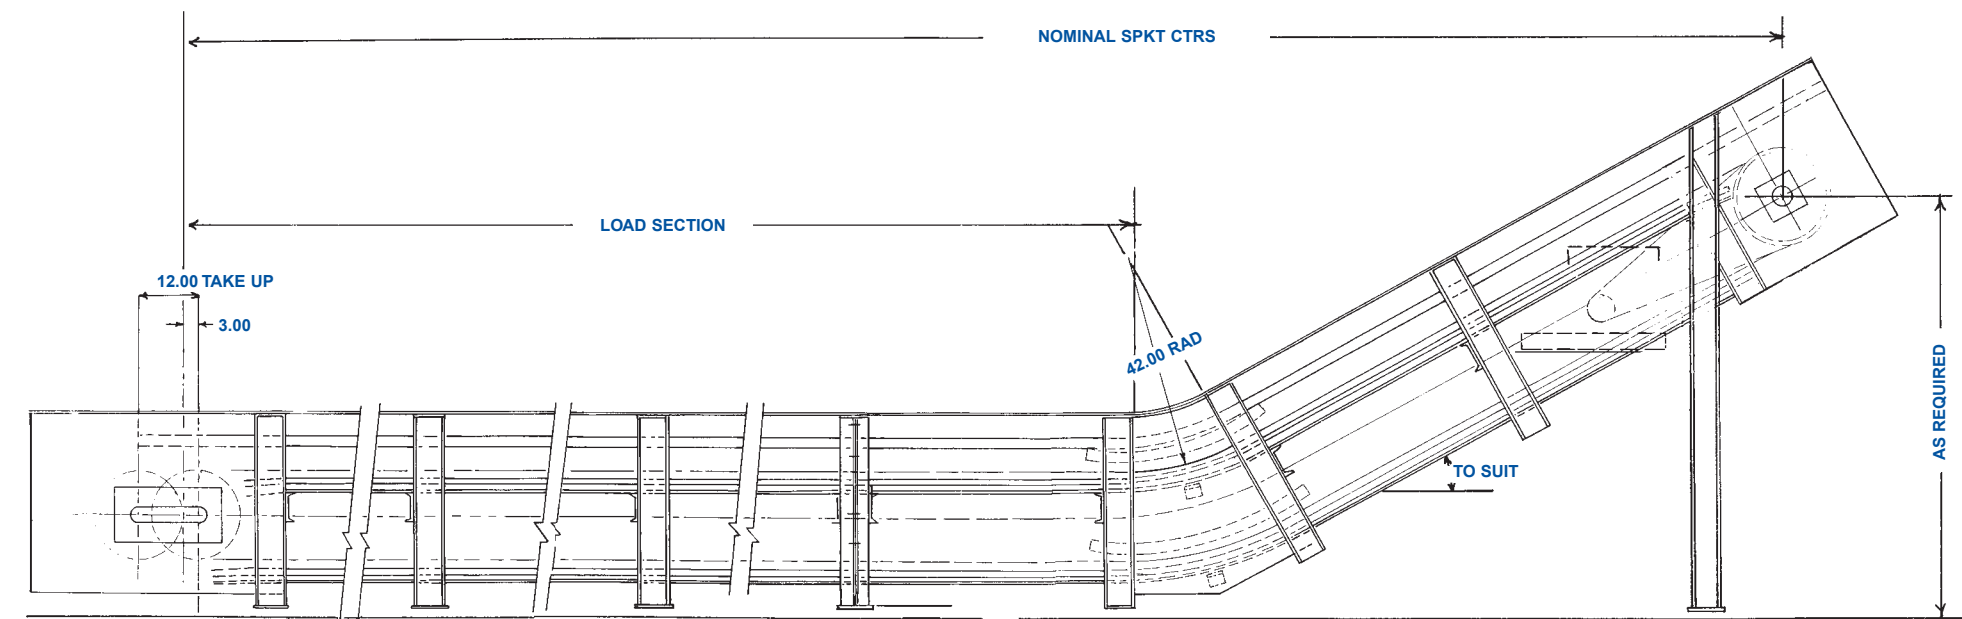 NOMINAL SPKT CTRS
LOAD SECTION
12.00 TAKE UP
3.00
42.00 RAD
AS REQUIRED
TO SUIT